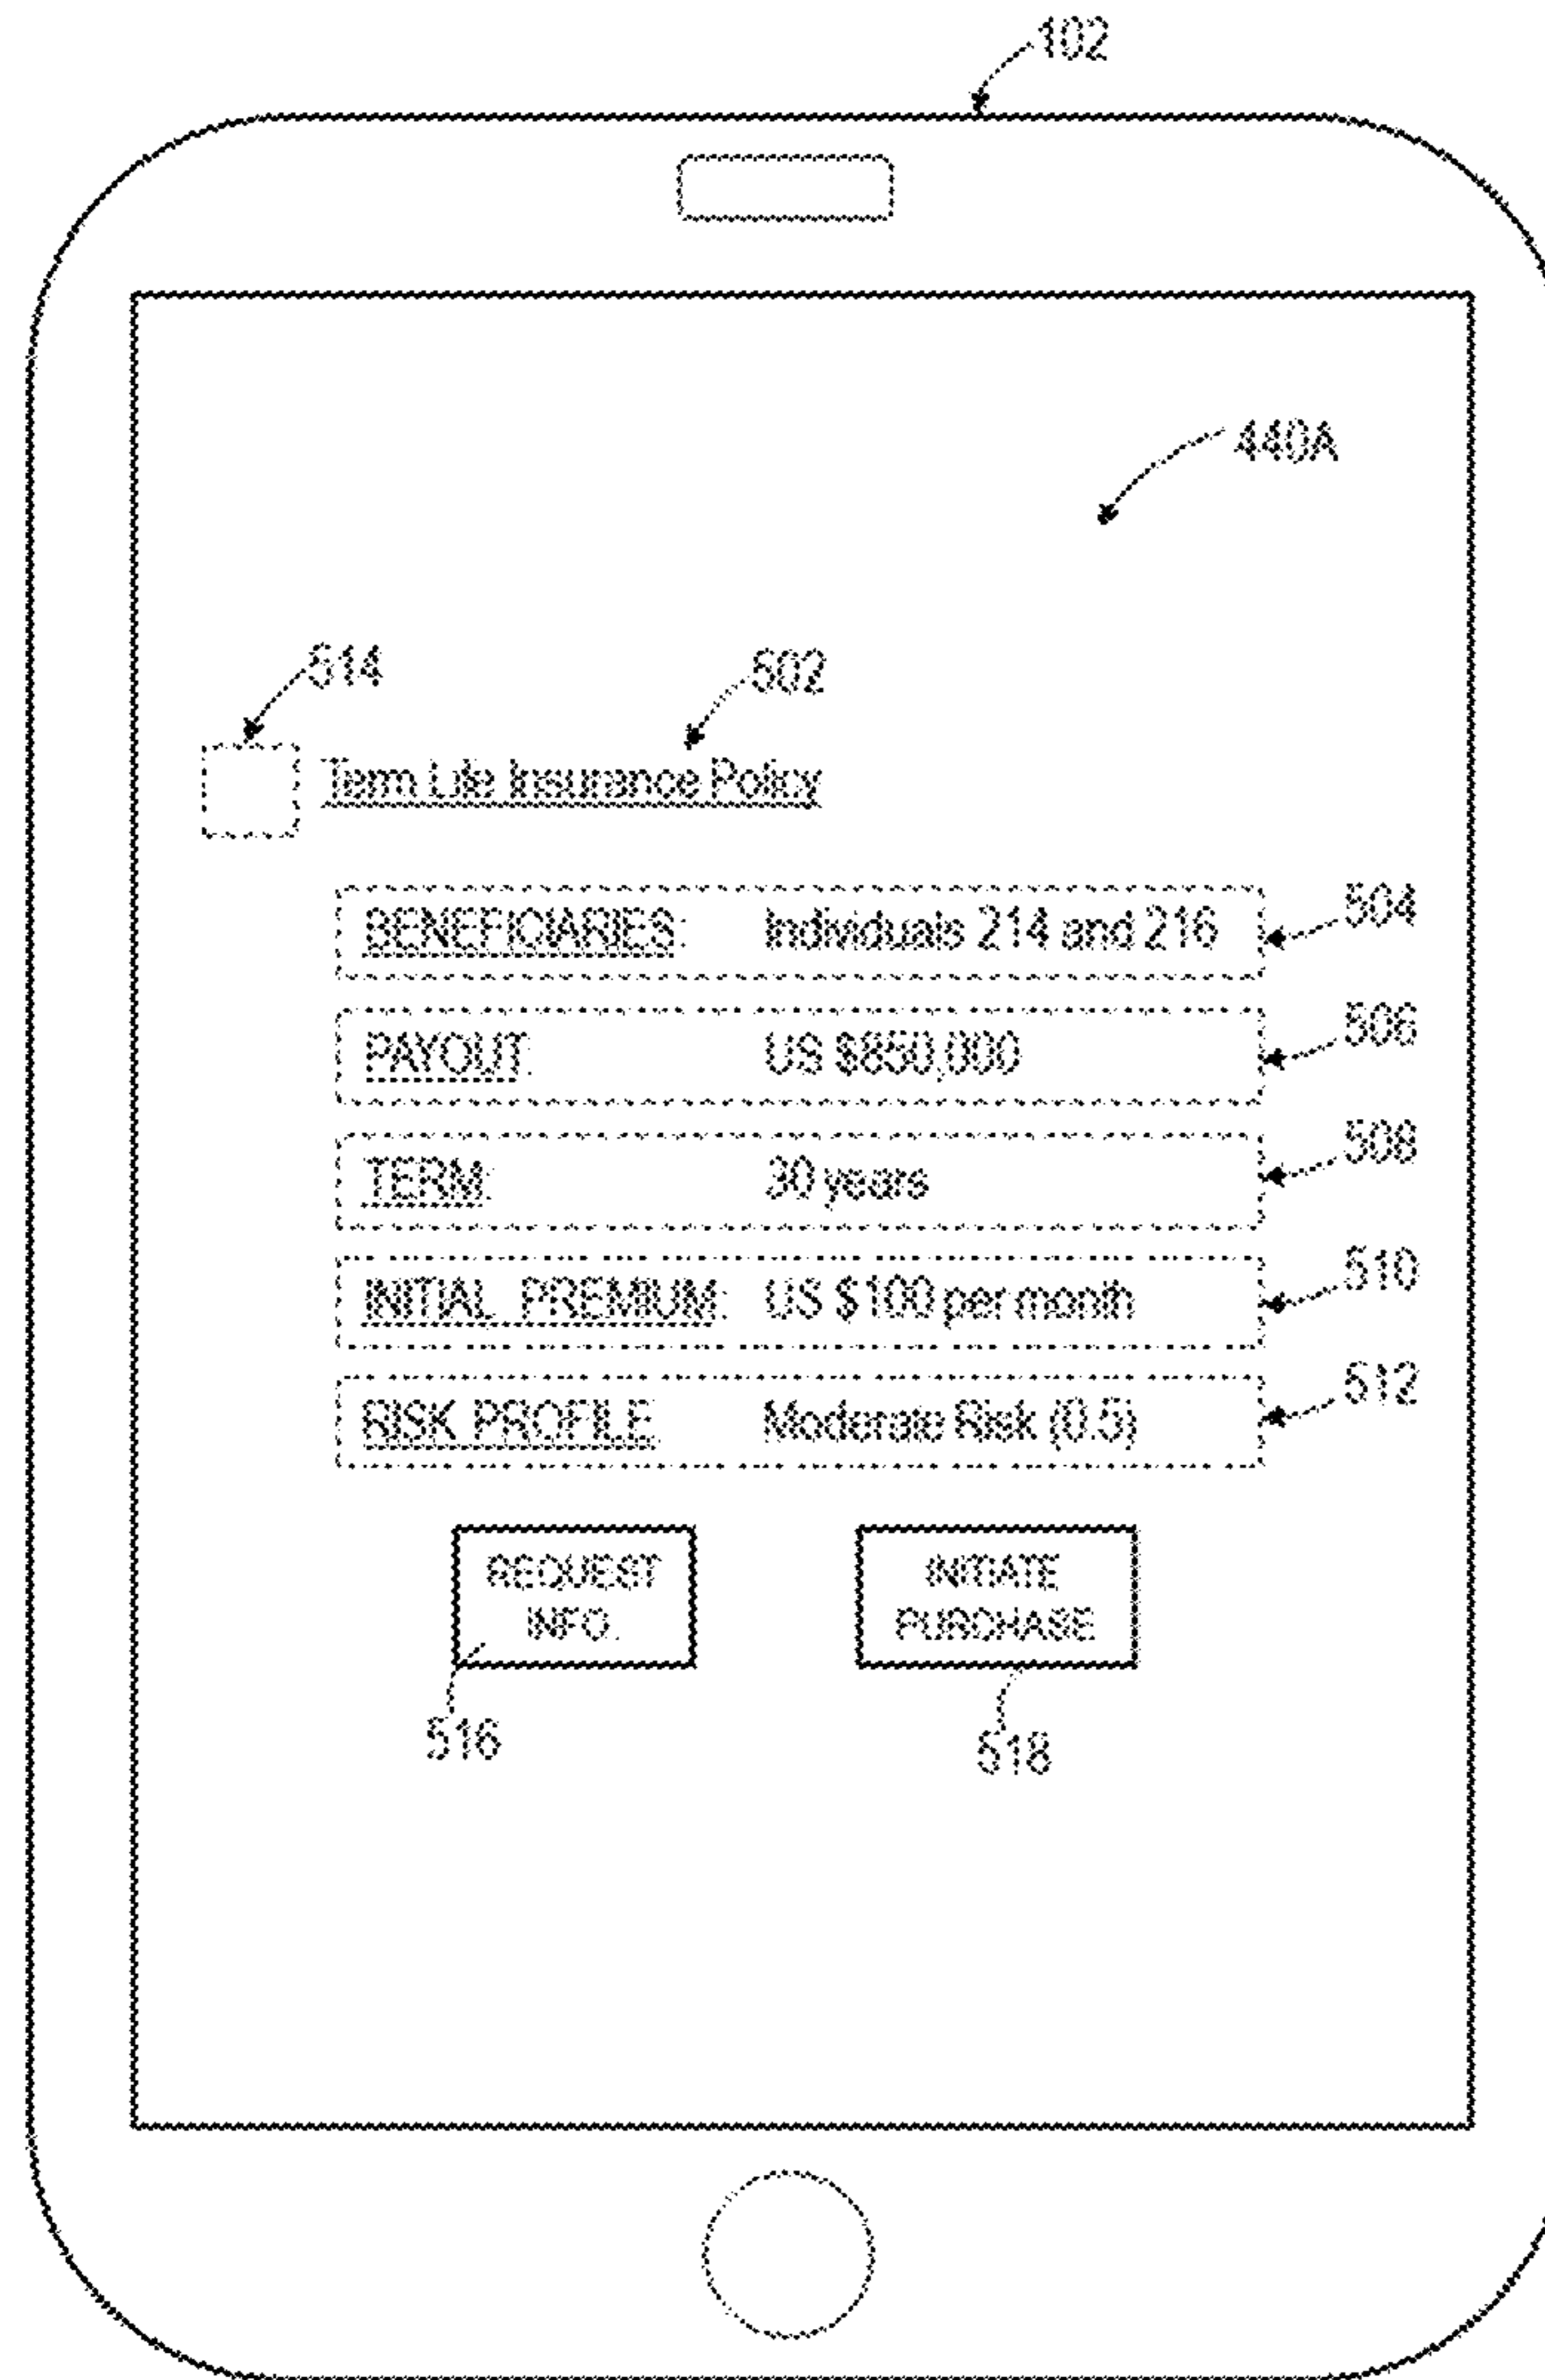 102
440A
514
502
Term Life Insurance Policy
BENEFICIARIES: Individuals 214 and 216
504
PAYOUT: US $850,000
506
TERM: 30 years
508
INITIAL PREMIUM: US $100 per month
510
RISK PROFILE: Moderate Risk (0.5)
512
REQUEST
INFO.
INITIATE
PURCHASE
516
518